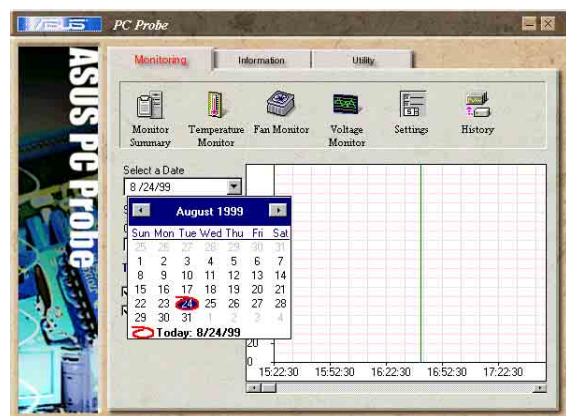 ASUS PC Probe
ASUS PC Probe
Monitoring Information Utility
Monitor Summary
Temperature Monitor
Fan Monitor
Voltage Monitor
Settings
History
Select a Date
8 /24/99
August 1999
Sun Mon Tue Wed Thu Fri Sat
25 26 27 28 29 30 31
1 2 3 4 5 6 7
8 9 10 11 12 13 14
15 16 17 18 19 20 21
22 23 24 25 26 27 28
29 30 31 1 2 3 4
Today: 8/24/99
20
0
15:22:30 15:52:30 16:22:30 16:52:30 17:22:30